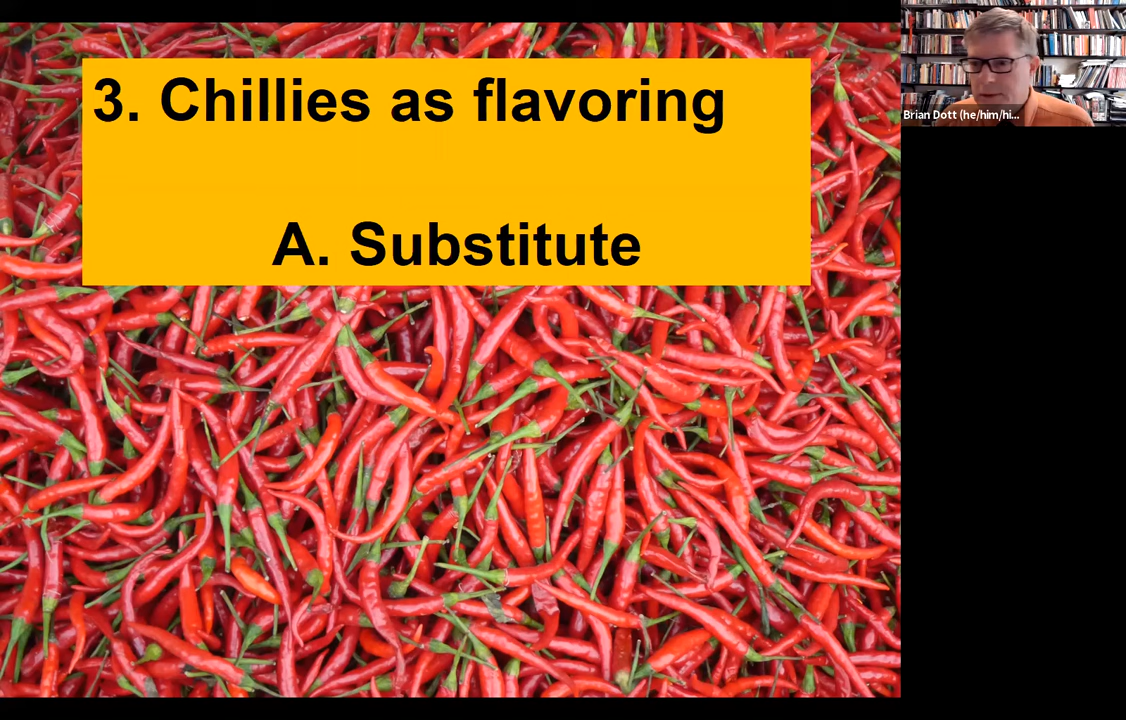 3. Chillies as flavoring
A. Substitute
Brian Dott (he/him/hi...